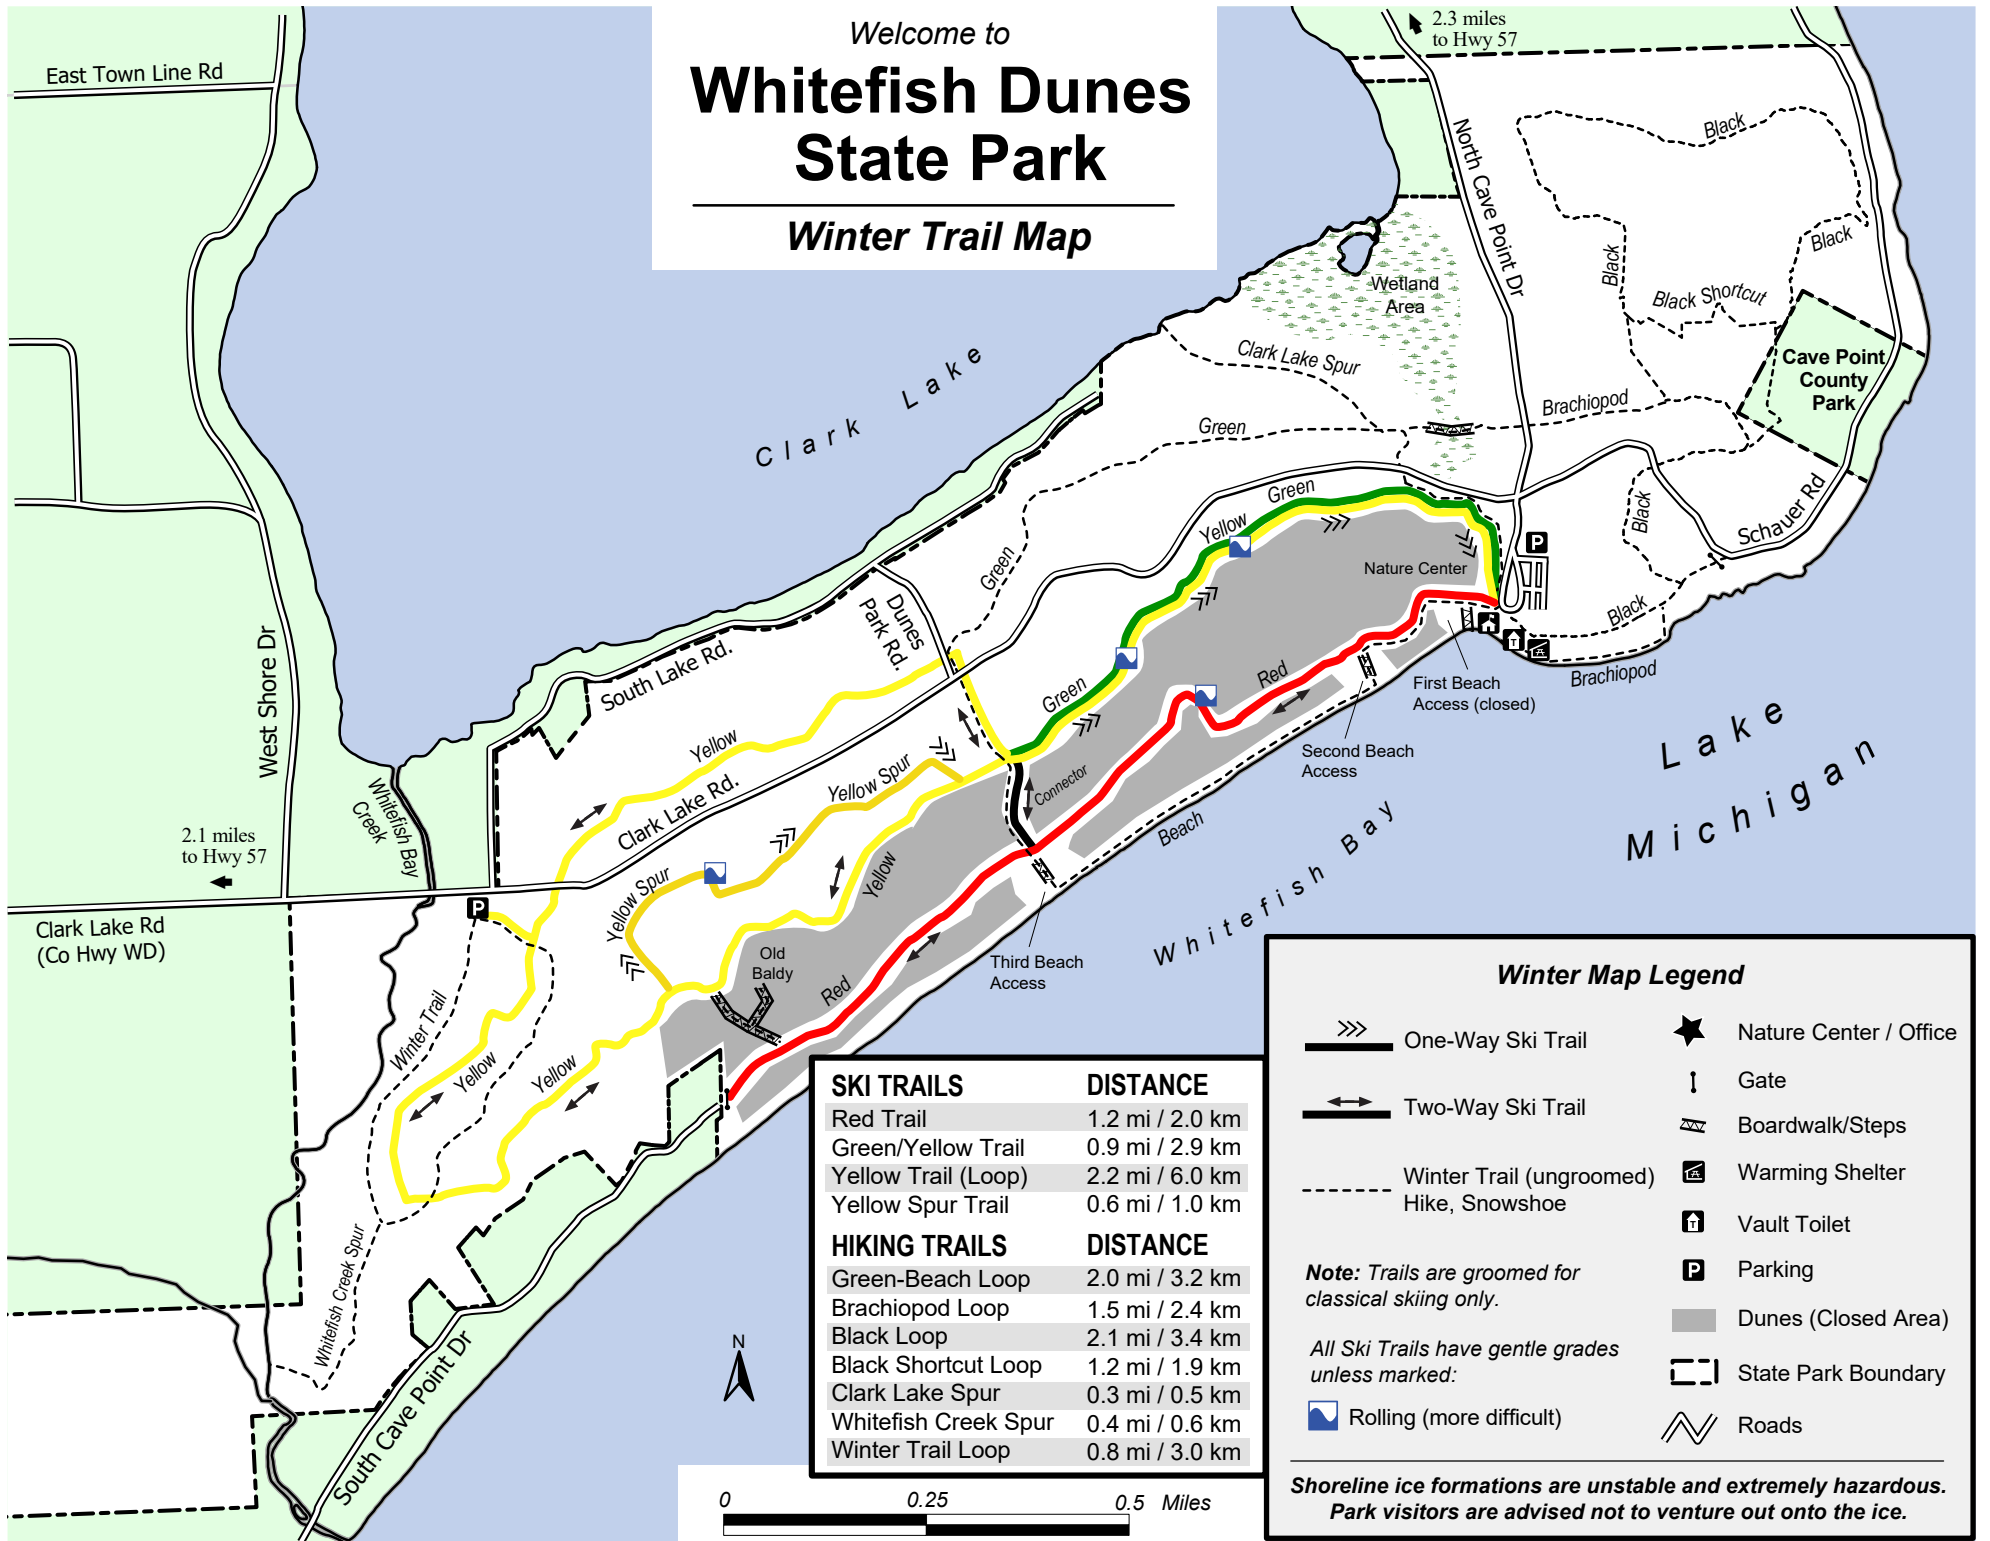 Welcome to
Whitefish Dunes
State Park
Winter Trail Map
2.3 miles
to Hwy 57
East Town Line Rd
North Cave Point Dr
Black
Black
Black
Black Shortcut
Wetland
Area
Cave Point
County
Park
Clark Lake
Clark Lake Spur
Brachiopod
Green
Green
Yellow
Green
P
Black
Schauer Rd
Nature Center
Dunes
Park Rd.
West Shore Dr
South Lake Rd.
Black
T
Brachiopod
First Beach
Access (closed)
Red
Green
Yellow
Second Beach
Access
Lake
Michigan
Whitefish Bay
Creek
Clark Lake Rd.
Yellow Spur
Connector
Beach
2.1 miles
to Hwy 57
Yellow Spur
Yellow
Whitefish Bay
P
Clark Lake Rd
(Co Hwy WD)
Old
Baldy
Third Beach
Access
Red
Winter Trail
Yellow
Yellow
Whitefish Creek Spur
South Cave Point Dr
N
SKI TRAILS DISTANCE
Red Trail 1.2 mi / 2.0 km
Green/Yellow Trail 0.9 mi / 2.9 km
Yellow Trail (Loop) 2.2 mi / 6.0 km
Yellow Spur Trail 0.6 mi / 1.0 km
HIKING TRAILS DISTANCE
Green-Beach Loop 2.0 mi / 3.2 km
Brachiopod Loop 1.5 mi / 2.4 km
Black Loop 2.1 mi / 3.4 km
Black Shortcut Loop 1.2 mi / 1.9 km
Clark Lake Spur 0.3 mi / 0.5 km
Whitefish Creek Spur 0.4 mi / 0.6 km
Winter Trail Loop 0.8 mi / 3.0 km
0 0.25 0.5 Miles
Winter Map Legend
One-Way Ski Trail
Two-Way Ski Trail
Winter Trail (ungroomed)
Hike, Snowshoe
Note: Trails are groomed for
classical skiing only.
All Ski Trails have gentle grades
unless marked:
Rolling (more difficult)
Nature Center / Office
Gate
Boardwalk/Steps
Warming Shelter
T
Vault Toilet
P
Parking
Dunes (Closed Area)
State Park Boundary
Roads
Shoreline ice formations are unstable and extremely hazardous.
Park visitors are advised not to venture out onto the ice.